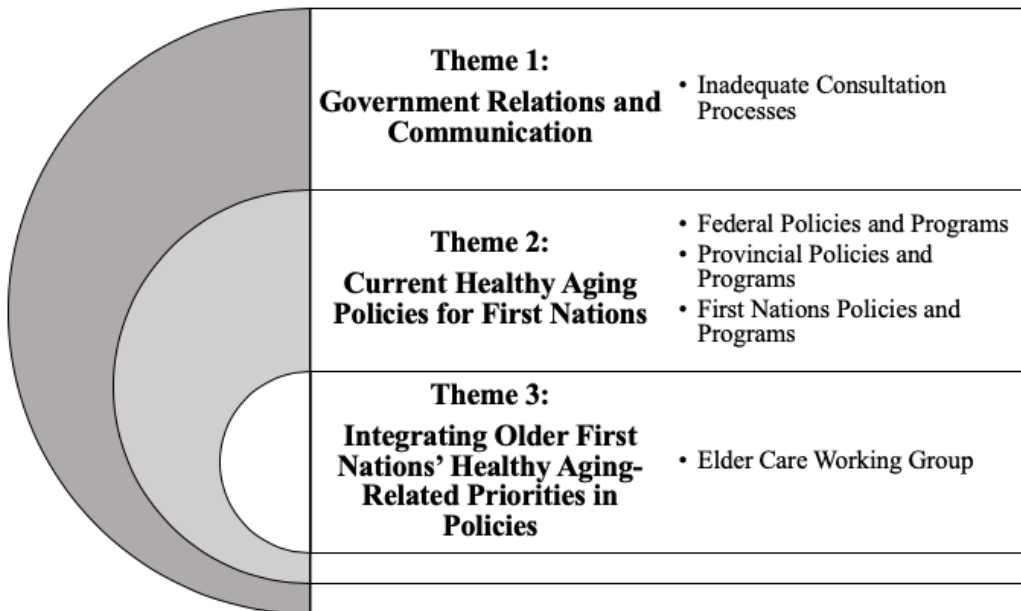 Theme 1:
Government Relations and
Communication
• Inadequate Consultation
Processes
Theme 2:
Current Healthy Aging
Policies for First Nations
• Federal Policies and Programs
• Provincial Policies and
Programs
• First Nations Policies and
Programs
Theme 3:
Integrating Older First
Nations’ Healthy Aging-
Related Priorities in
Policies
• Elder Care Working Group